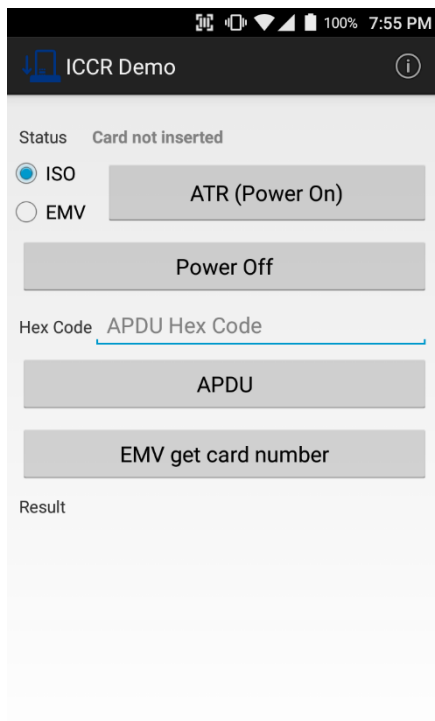 100% 7:55 PM
ICCR Demo
Status Card not inserted
ISO
ATR (Power On)
EMV
Power Off
Hex Code APDU Hex Code
APDU
EMV get card number
Result